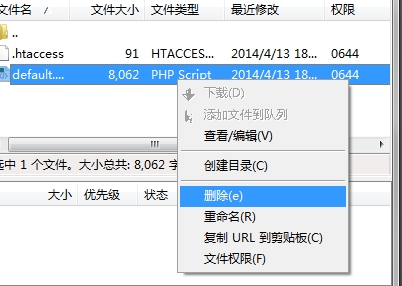 件名 文件大小 文件类型 最近修改 权限
..
.htaccess 91 HTACCES... 2014/4/13 18... 0644
default.... 8,062 PHP Script 2014/4/13 18... 0644
下载(D)
添加文件到队列
查看/编辑(V)
创建目录(C)
选中 1 个文件。大小总共: 8,062 字
删除(e)
大小 优先级 状态
重命名(R)
复制 URL 到剪贴板(C)
文件权限(F)